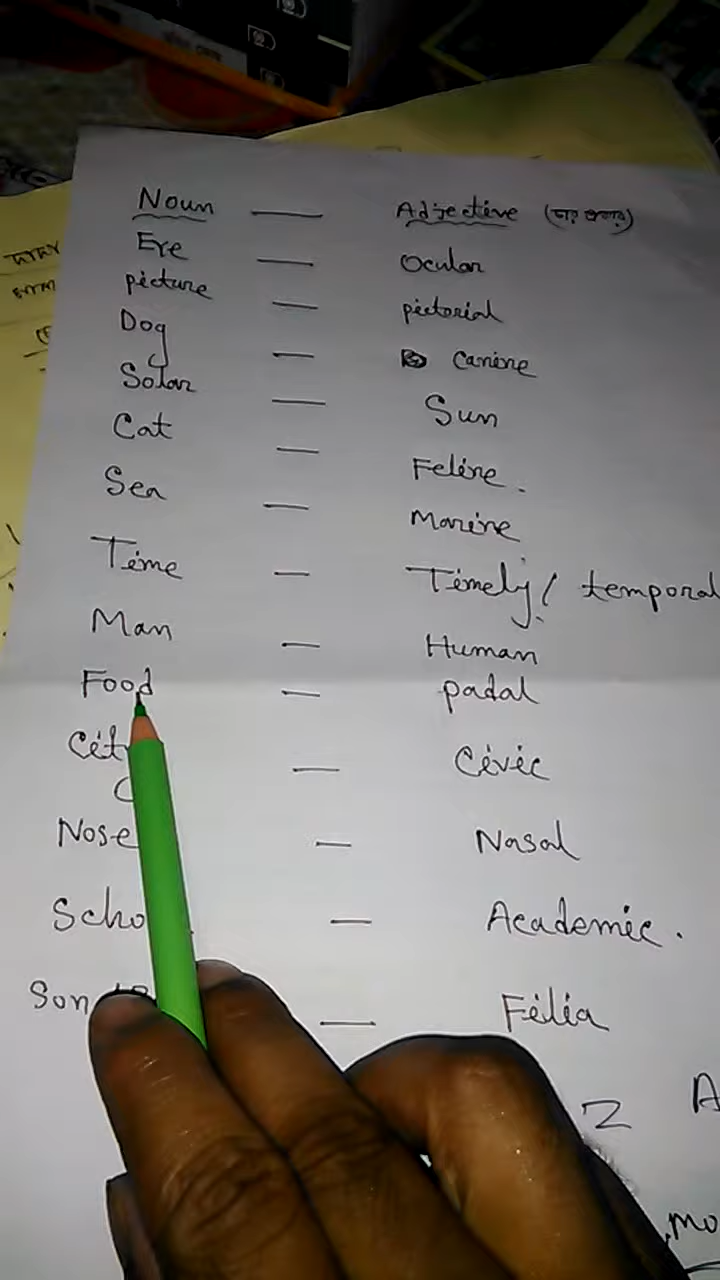 Noun — Adjective
Eye — Ocular
picture — pictorial
Dog — Canine
Solar — Sun
Cat — Feline.
Sea — Marine
Time — Timely/ temporal
Man — Human
Food — padal
— Civic
Nose — Nasal
— Academic.
Son — Filia
Z A